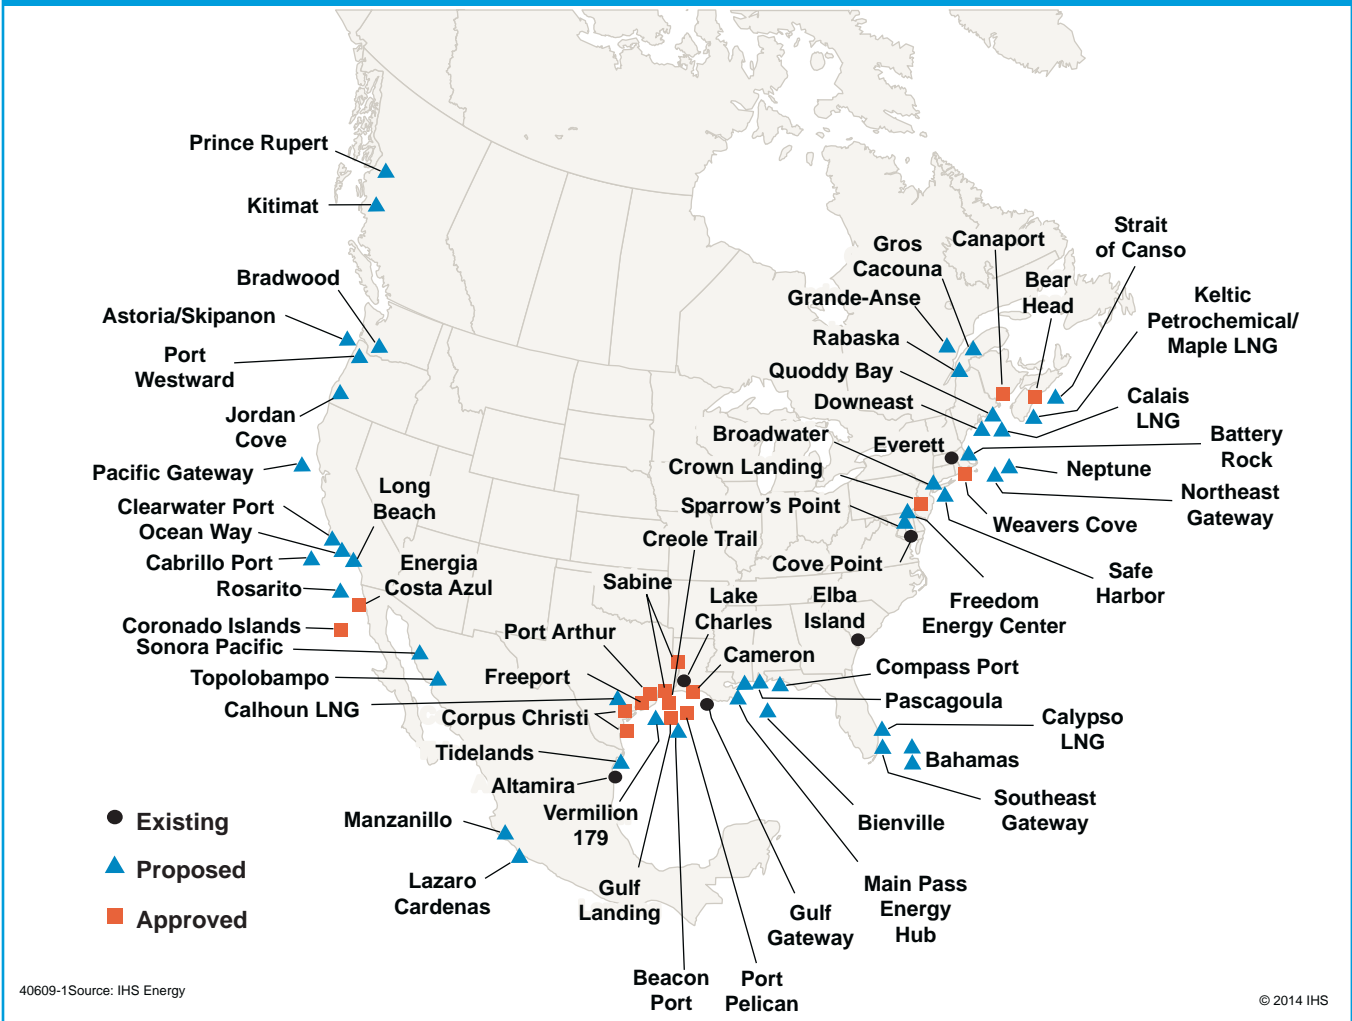 Prince Rupert
Kitimat
Bradwood
Astoria/Skipanon
Port
Westward
Jordan
Cove
Pacific Gateway
Clearwater Port
Ocean Way
Cabrillo Port
Rosarito
Long
Beach
Energia
Costa Azul
Coronado Islands
Sonora Pacific
Topolobampo
Calhoun LNG
Port Arthur
Freeport
Corpus Christi
Tidelands
Altamira
Manzanillo
Lazaro
Cardenas
Vermilion
179
Gulf
Landing
Beacon
Port
Port
Pelican
Gulf
Gateway
Main Pass
Energy
Hub
Bienville
Southeast
Gateway
Bahamas
Calypso
LNG
Pascagoula
Compass Port
Cameron
Lake
Charles
Sabine
Creole Trail
Elba
Island
Cove Point
Sparrow's Point
Crown Landing
Broadwater
Everett
Downeast
Quoddy Bay
Rabaska
Grande-Anse
Gros
Cacouna
Canaport
Bear
Head
Strait
of Canso
Keltic
Petrochemical/
Maple LNG
Calais
LNG
Battery
Rock
Neptune
Northeast
Gateway
Weavers Cove
Safe
Harbor
Freedom
Energy Center
Existing
Proposed
Approved
40609-1Source: IHS Energy
© 2014 IHS